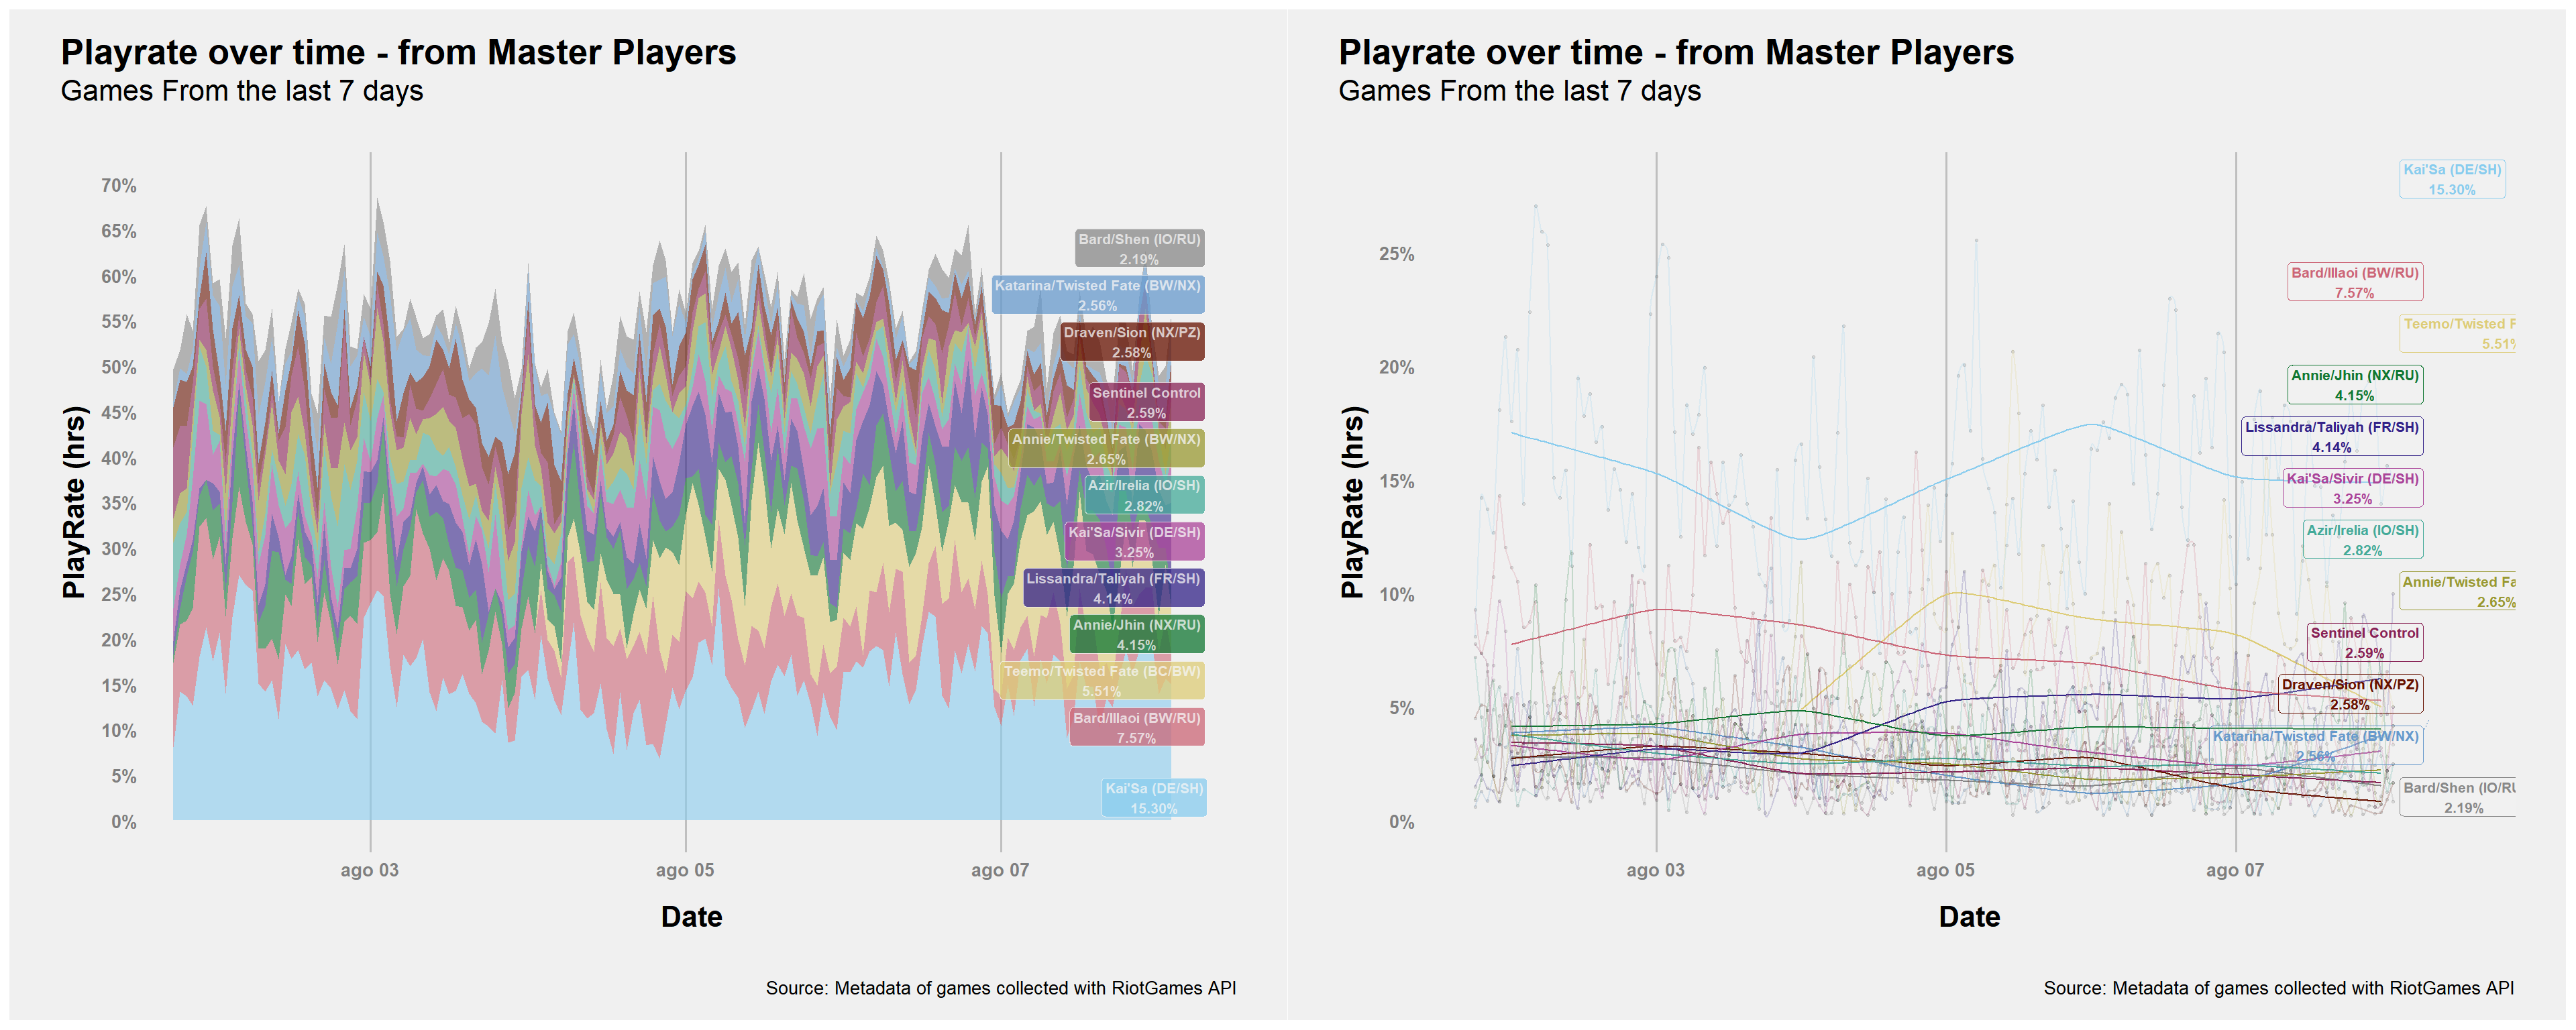 Playrate over time - from Master Players
Games From the last 7 days
PlayRate (hrs)
70%
65%
60%
55%
50%
45%
40%
35%
30%
25%
20%
15%
10%
5%
0%
Bard/Shen (IO/RU)
2.19%
Katarina/Twisted Fate (BW/NX)
2.56%
Draven/Sion (NX/PZ)
2.58%
Sentinel Control
2.59%
Annie/Twisted Fate (BW/NX)
2.65%
Azir/Irelia (IO/SH)
2.82%
Kai'Sa/Sivir (DE/SH)
3.25%
Lissandra/Taliyah (FR/SH)
4.14%
Annie/Jhin (NX/RU)
4.15%
Teemo/Twisted Fate (BC/BW)
5.51%
Bard/Illaoi (BW/RU)
7.57%
Kai'Sa (DE/SH)
15.30%
ago 03
ago 05
ago 07
Date
Source: Metadata of games collected with RiotGames API
Playrate over time - from Master Players
Games From the last 7 days
PlayRate (hrs)
25%
20%
15%
10%
5%
0%
Kai'Sa (DE/SH)
15.30%
Bard/Illaoi (BW/RU)
7.57%
Teemo/Twisted F
5.51%
Annie/Jhin (NX/RU)
4.15%
Lissandra/Taliyah (FR/SH)
4.14%
Kai'Sa/Sivir (DE/SH)
3.25%
Azir/Irelia (IO/SH)
2.82%
Annie/Twisted Fa
2.65%
Sentinel Control
2.59%
Draven/Sion (NX/PZ)
2.58%
Katarina/Twisted Fate (BW/NX)
2.56%
Bard/Shen (IO/RU
2.19%
ago 03
ago 05
ago 07
Date
Source: Metadata of games collected with RiotGames API